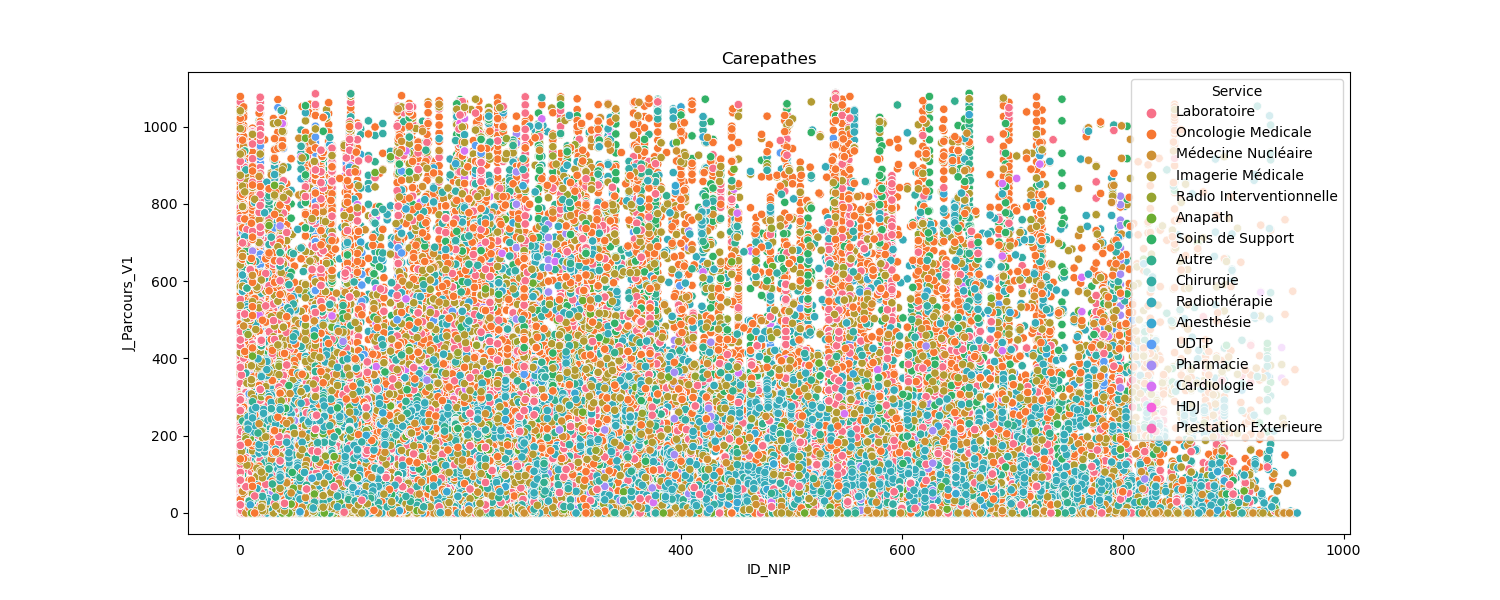 Carepathes
Service
Laboratoire
Oncologie Medicale
Médecine Nucléaire
Imagerie Médicale
Radio Interventionnelle
Anapath
Soins de Support
Autre
Chirurgie
Radiothérapie
Anesthésie
UDTP
Pharmacie
Cardiologie
HDJ
Prestation Exterieure
J_Parcours_V1
1000
800
600
400
200
0
0 200 400 600 800 1000
ID_NIP